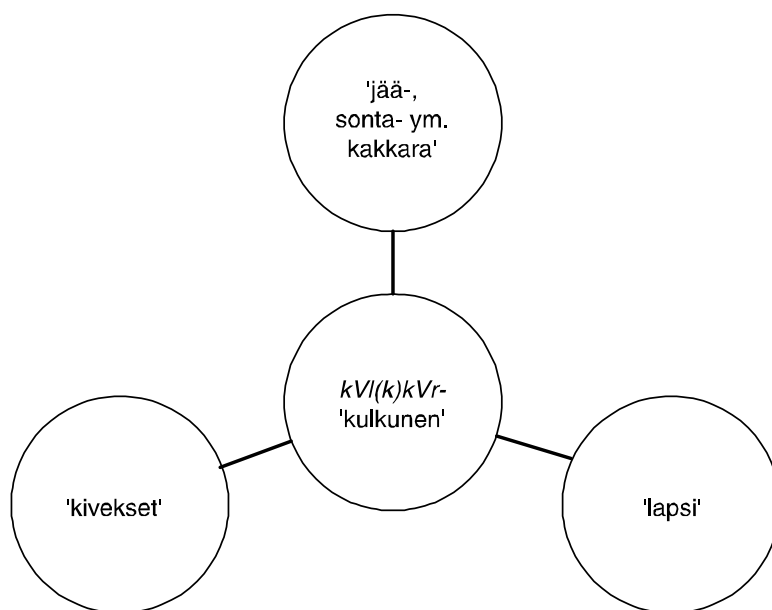 'jää-,
sonta- ym.
kakkara'
kVl(k)kVr-
'kulkunen'
'kivekset'
'lapsi'